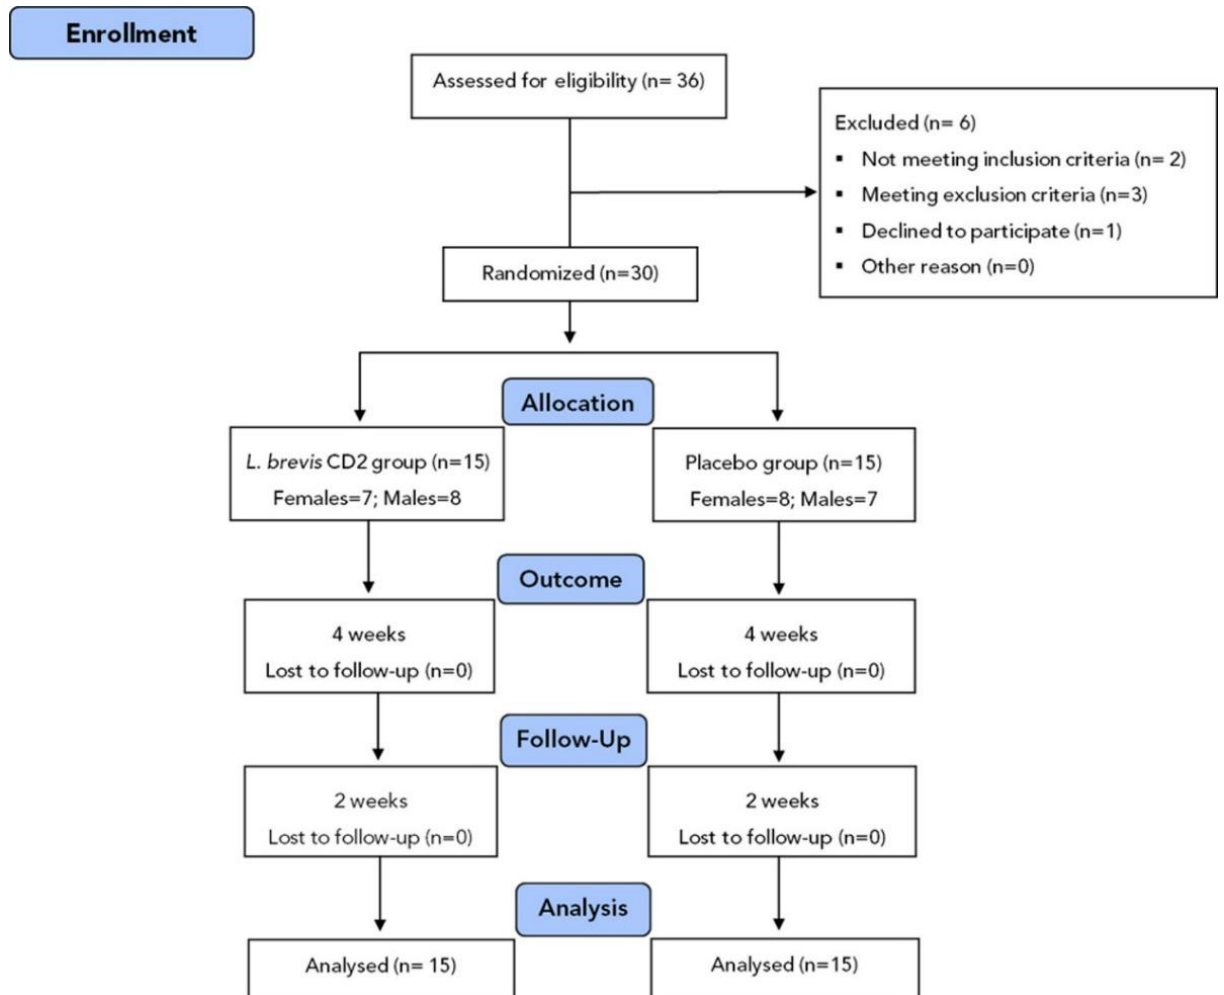 Enrollment
Assessed for eligibility (n= 36)
Excluded (n= 6)
▪ Not meeting inclusion criteria (n= 2)
▪ Meeting exclusion criteria (n=3)
▪ Declined to participate (n=1)
▪ Other reason (n=0)
Randomized (n=30)
Allocation
L. brevis CD2 group (n=15)
Females=7; Males=8
Placebo group (n=15)
Females=8; Males=7
Outcome
4 weeks
Lost to follow-up (n=0)
4 weeks
Lost to follow-up (n=0)
Follow-Up
2 weeks
Lost to follow-up (n=0)
2 weeks
Lost to follow-up (n=0)
Analysis
Analysed (n= 15)
Analysed (n=15)